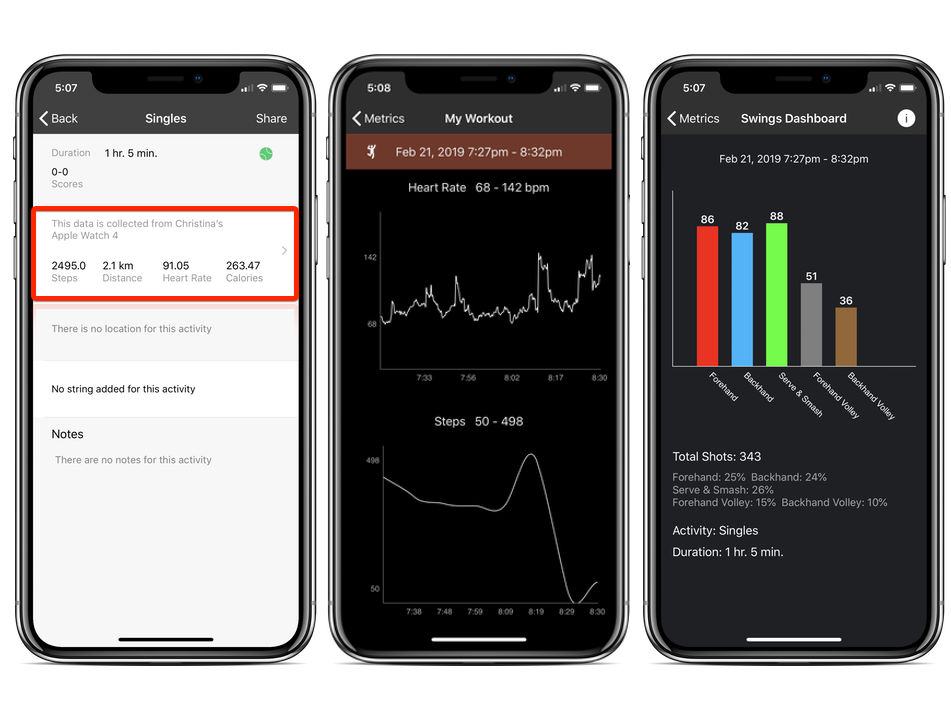 5:07
Back
Singles
Share
Duration 1 hr. 5 min.
0-0
Scores
This data is collected from Christina's
Apple Watch 4
2495.0 2.1 km 91.05 263.47
Steps Distance Heart Rate Calories
There is no location for this activity
No string added for this activity
Notes
There are no notes for this activity
5:08
Metrics
My Workout
Feb 21, 2019 7:27pm - 8:32pm
Heart Rate 68 - 142 bpm
142
68
7:33 7:56 8:02 8:17 8:30
Steps 50 - 498
498
50
7:38 7:48 7:59 8:09 8:19 8:29 8:30
5:07
Metrics
Swings Dashboard
i
Feb 21, 2019 7:27pm - 8:32pm
86 82 88 51 36
Forehand
Backhand
Serve & Smash
Forehand Volley
Backhand Volley
Total Shots: 343
Forehand: 25% Backhand: 24%
Serve & Smash: 26%
Forehand Volley: 15% Backhand Volley: 10%
Activity: Singles
Duration: 1 hr. 5 min.